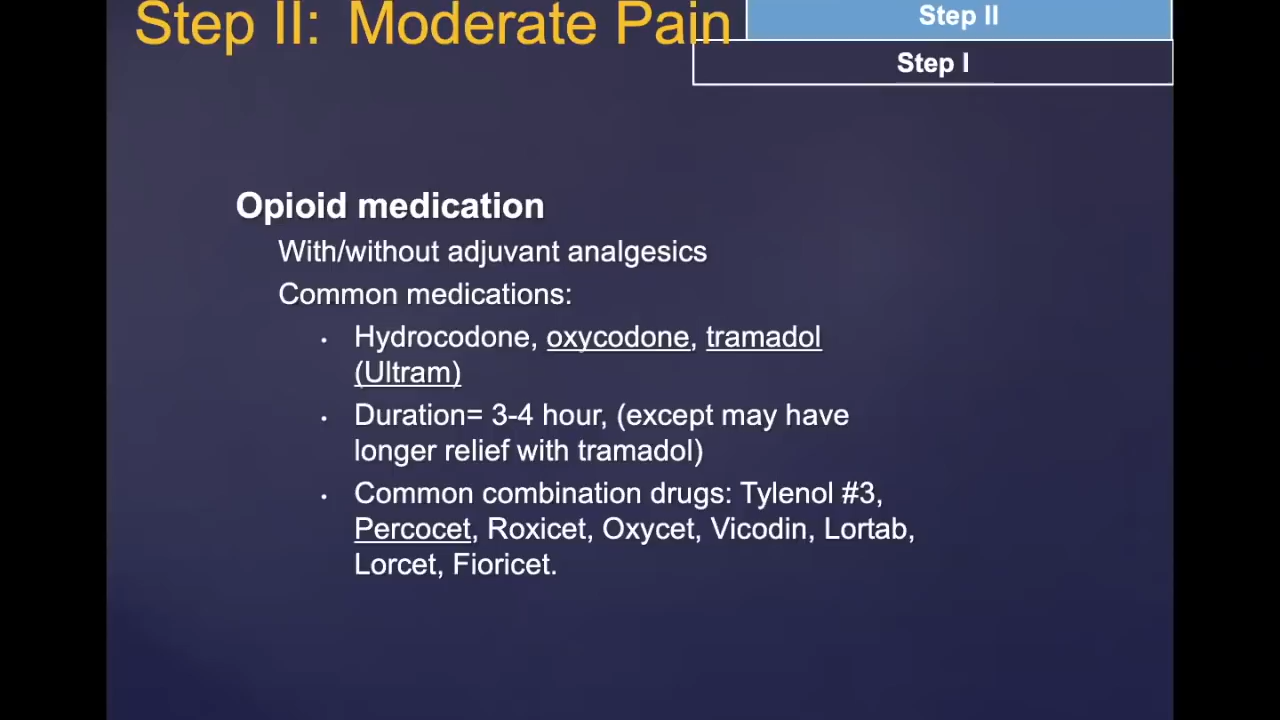 Step II: Moderate Pain
Step II
Step I
Opioid medication
With/without adjuvant analgesics
Common medications:
• Hydrocodone, oxycodone, tramadol
(Ultram)
• Duration= 3-4 hour, (except may have
longer relief with tramadol)
• Common combination drugs: Tylenol #3,
Percocet, Roxicet, Oxycet, Vicodin, Lortab,
Lorcet, Fioricet.